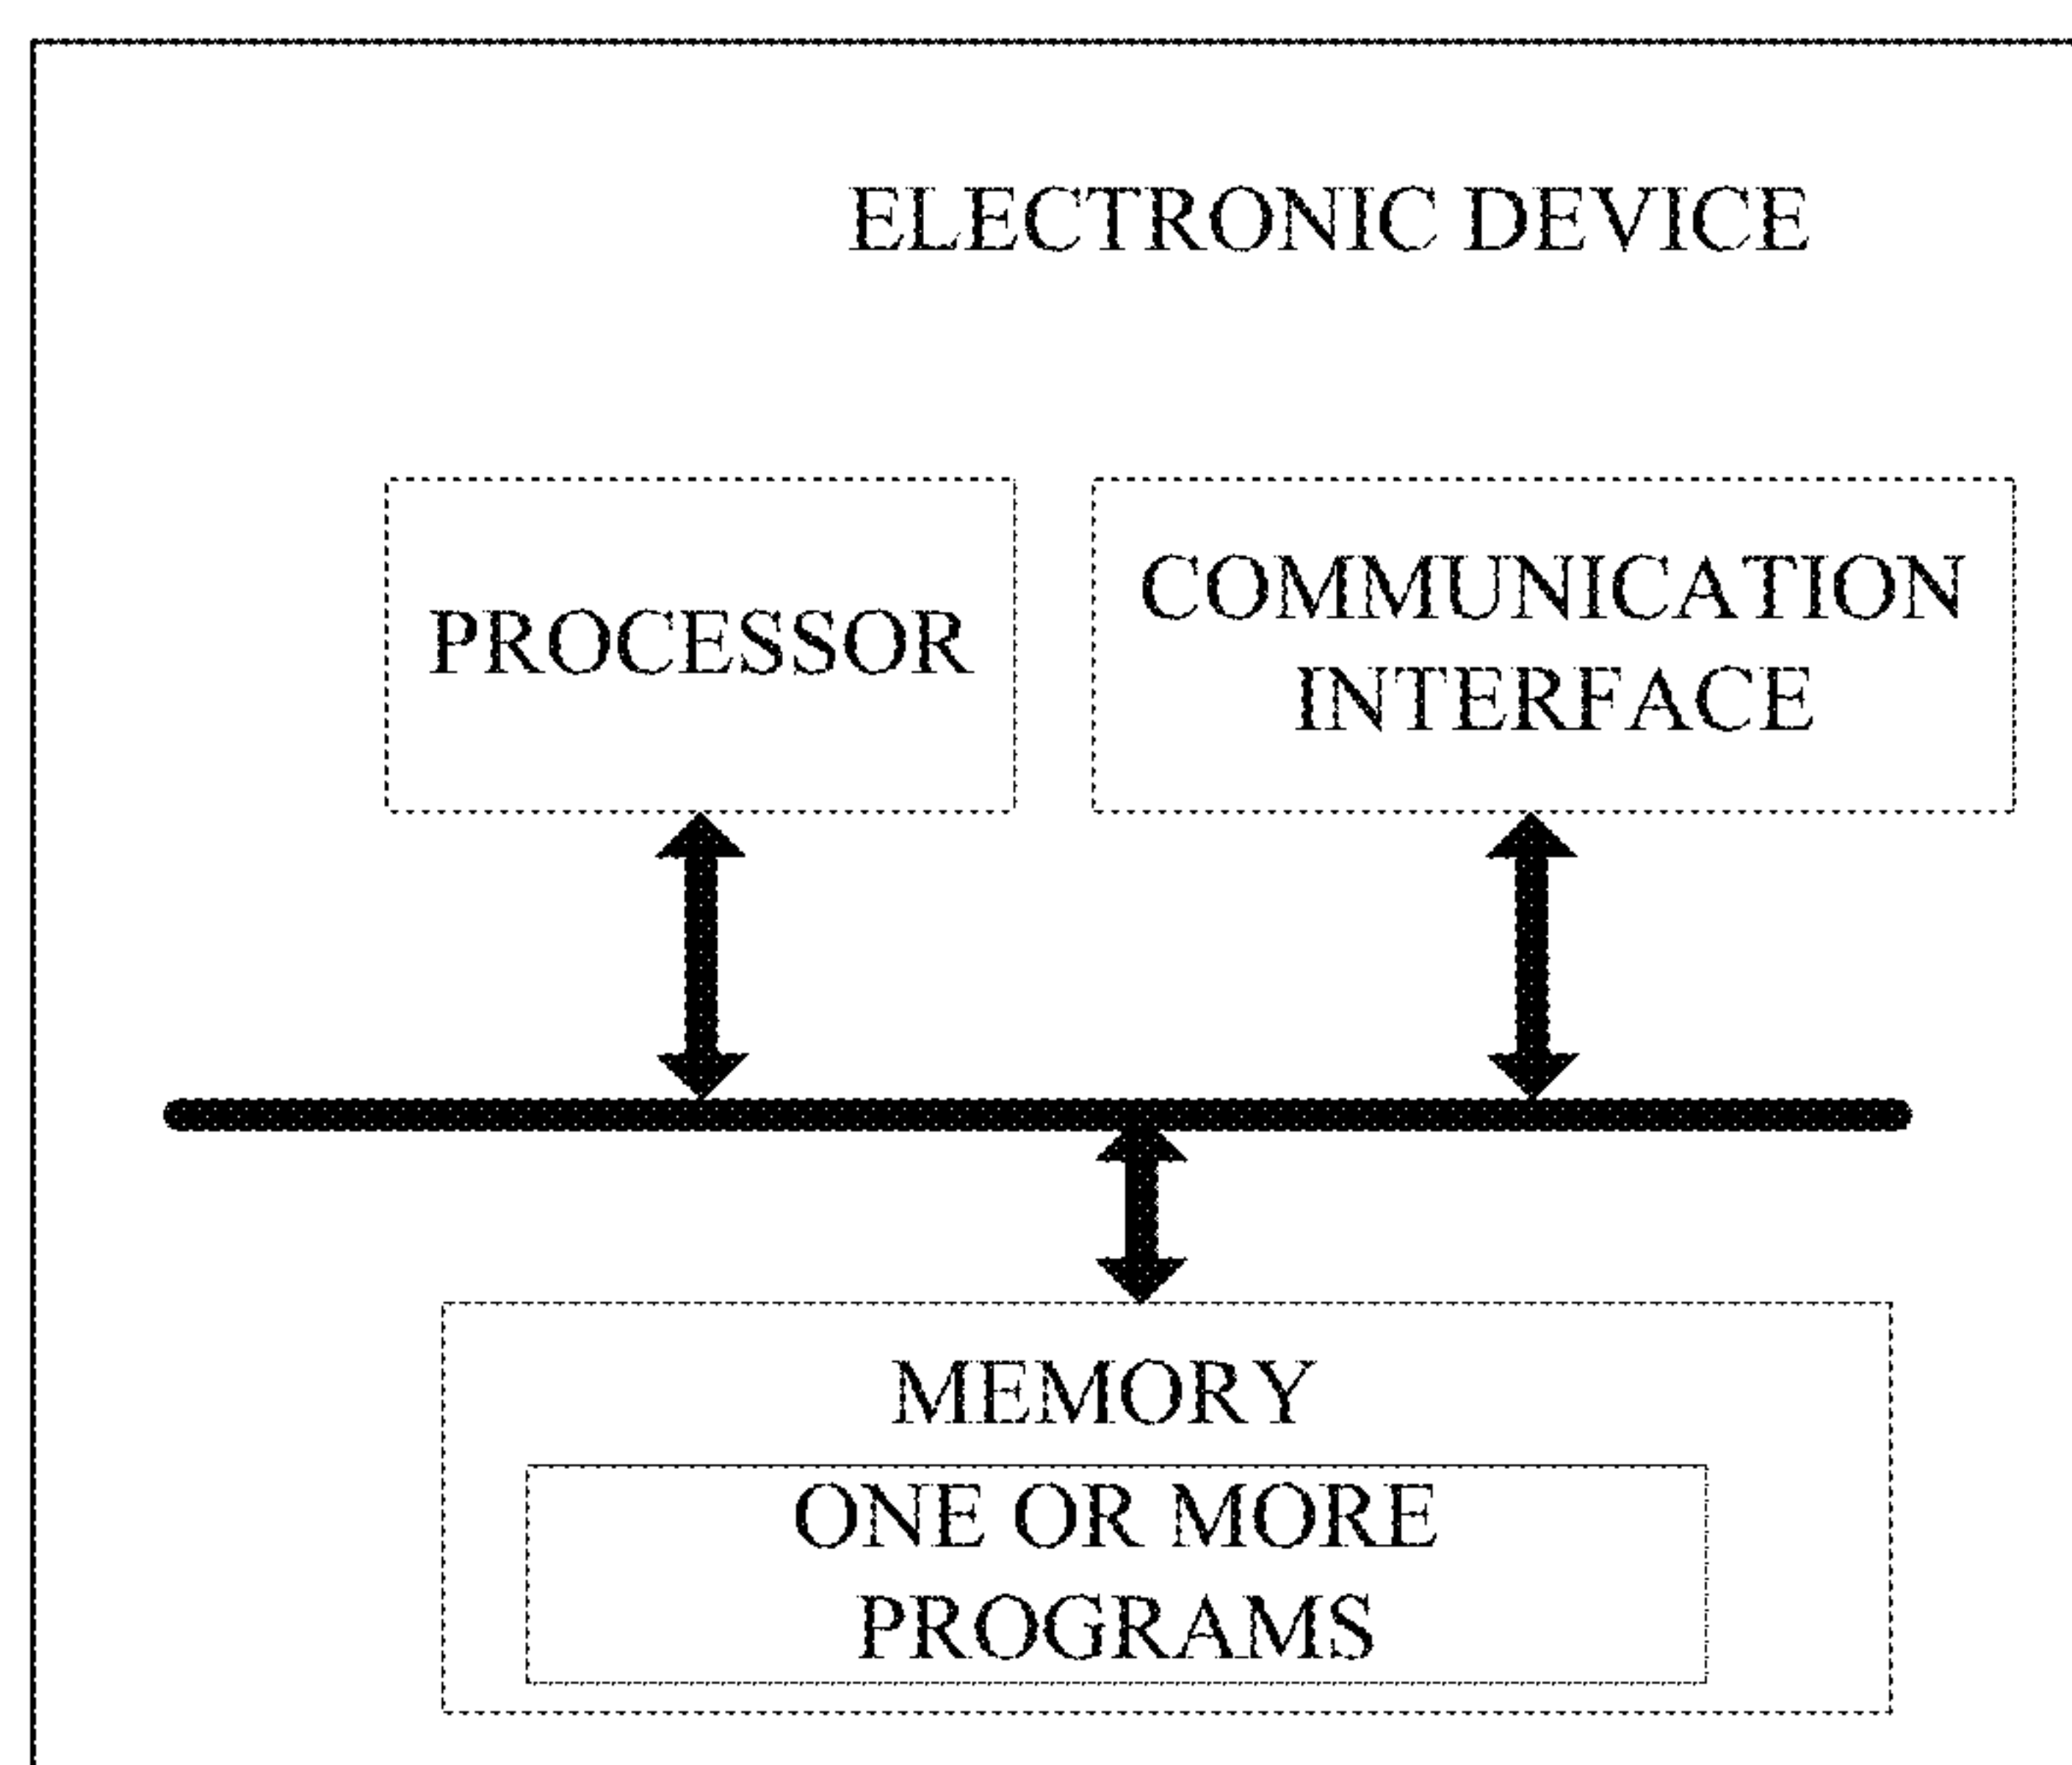 ELECTRONIC DEVICE
PROCESSOR
COMMUNICATION
INTERFACE
MEMORY
ONE OR MORE
PROGRAMS